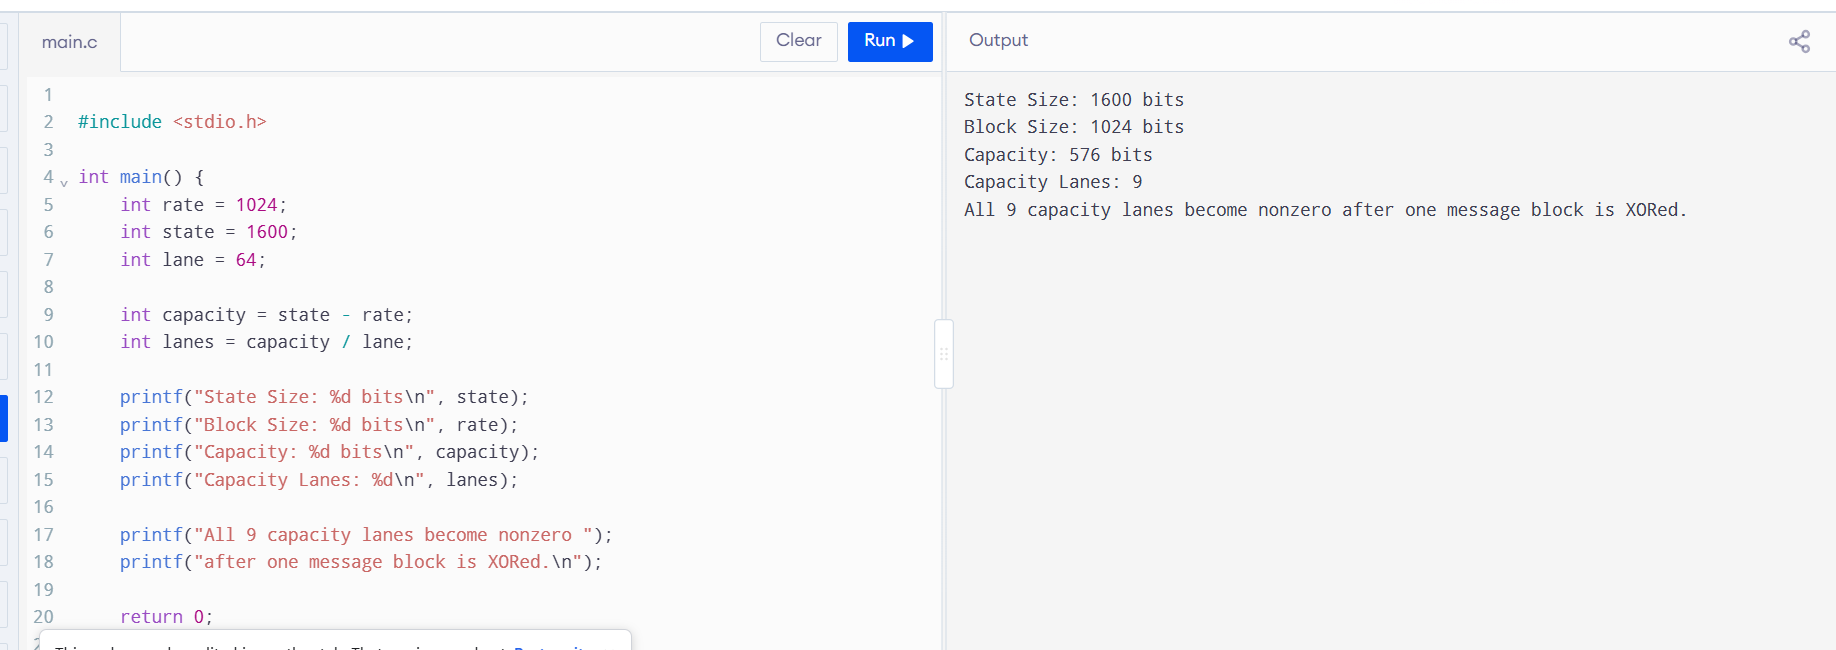 main.c
Clear
Run
1
2 #include <stdio.h>
3
4 int main() {
5 int rate = 1024;
6 int state = 1600;
7 int lane = 64;
8
9 int capacity = state - rate;
10 int lanes = capacity / lane;
11
12 printf("State Size: %d bits\n", state);
13 printf("Block Size: %d bits\n", rate);
14 printf("Capacity: %d bits\n", capacity);
15 printf("Capacity Lanes: %d\n", lanes);
16
17 printf("All 9 capacity lanes become nonzero ");
18 printf("after one message block is XORed.\n");
19
20 return 0;
Output
State Size: 1600 bits
Block Size: 1024 bits
Capacity: 576 bits
Capacity Lanes: 9
All 9 capacity lanes become nonzero after one message block is XORed.